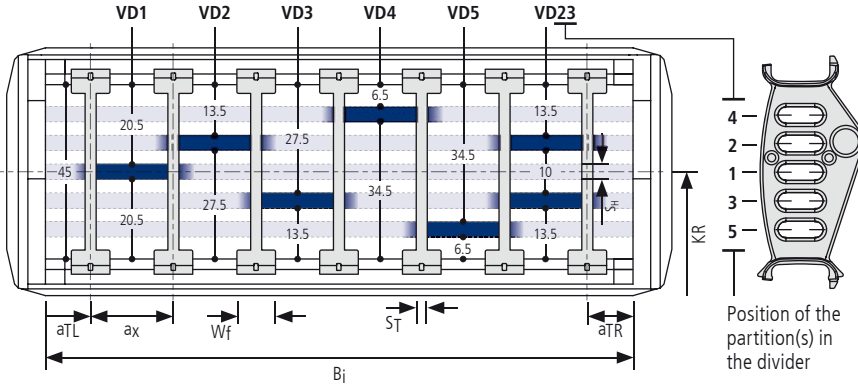 VD1 VD2 VD3 VD4 VD5 VD23
6.5
13.5 13.5
20.5 27.5 4
34.5 2
45 10 1
SH
34.5 3
20.5 27.5 KR
13.5 13.5 5
6.5
aTL ax Wf ST aTR
Bi
Position of the
partition(s) in
the divider